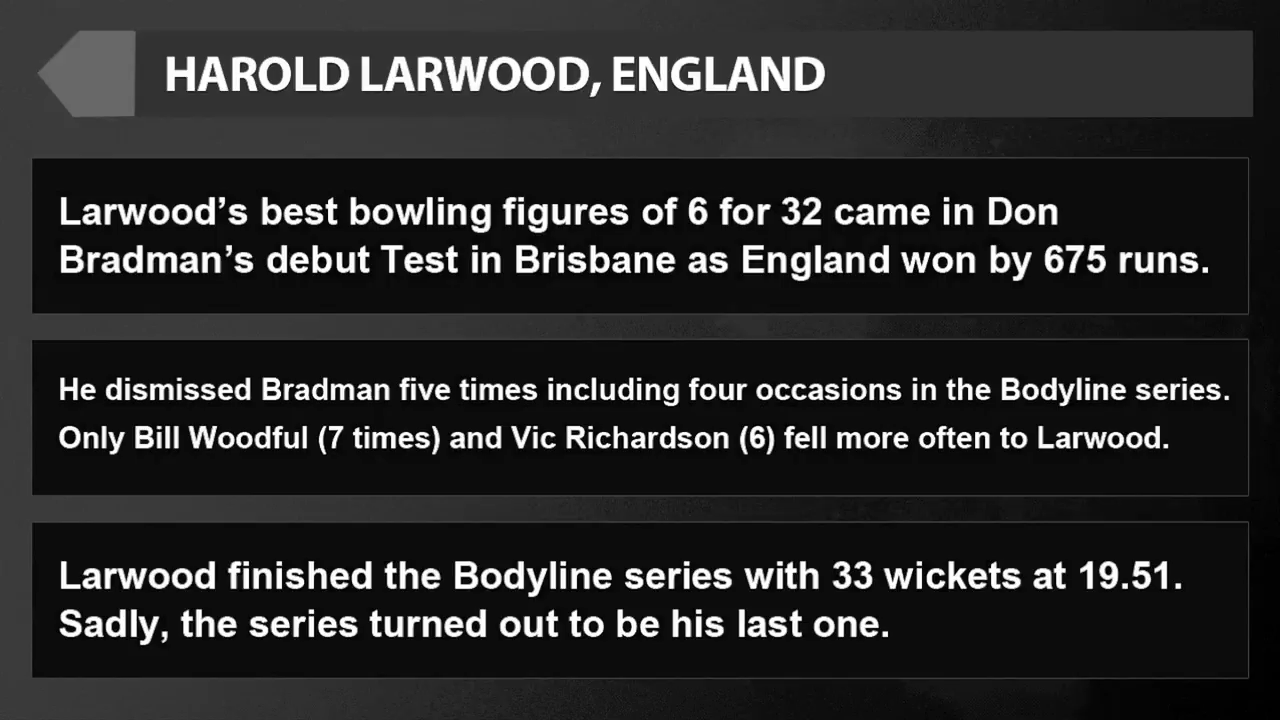 HAROLD LARWOOD, ENGLAND
Larwood’s best bowling figures of 6 for 32 came in Don
Bradman’s debut Test in Brisbane as England won by 675 runs.
He dismissed Bradman five times including four occasions in the Bodyline series.
Only Bill Woodful (7 times) and Vic Richardson (6) fell more often to Larwood.
Larwood finished the Bodyline series with 33 wickets at 19.51.
Sadly, the series turned out to be his last one.